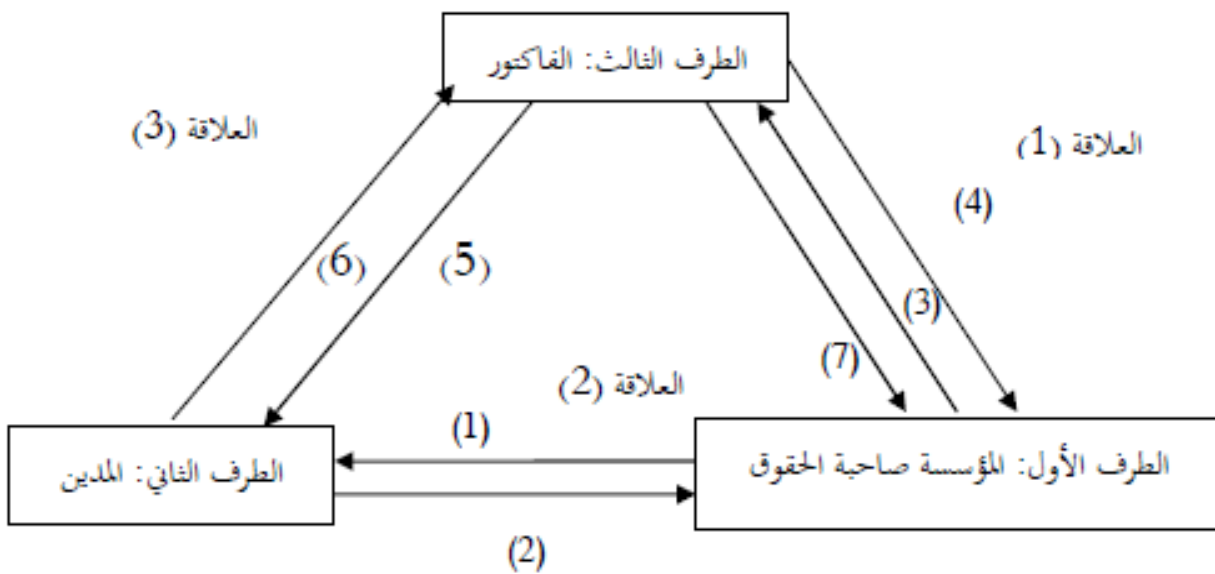 الطرف الثالث: الفاكتور
العلاقة (3)
العلاقة (1)
(4)
(6)
(5)
(3)
(7)
العلاقة (2)
(1)
الطرف الثاني: المدين
الطرف الأول: المؤسسة صاحبة الحقوق
(2)